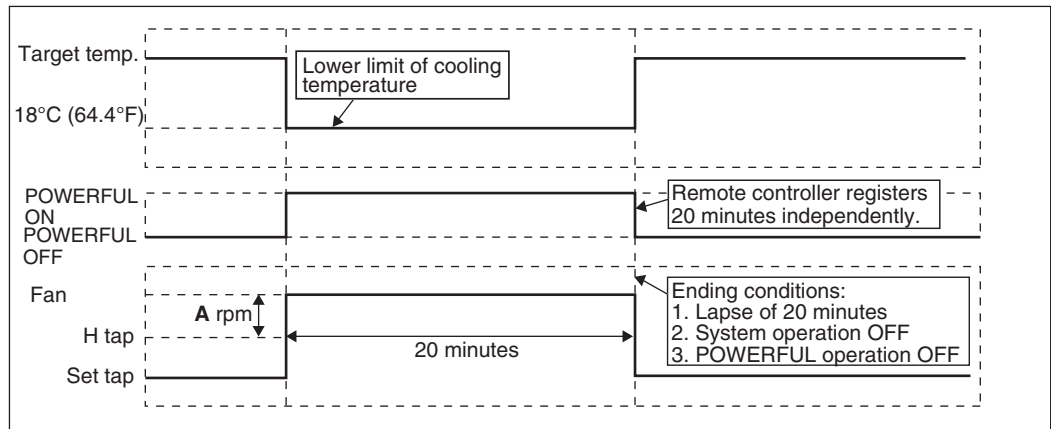 Target temp.
Lower limit of cooling
temperature
18°C (64.4°F)
POWERFUL
ON
POWERFUL
OFF
Remote controller registers
20 minutes independently.
Fan
A rpm
H tap
20 minutes
Set tap
Ending conditions:
1. Lapse of 20 minutes
2. System operation OFF
3. POWERFUL operation OFF